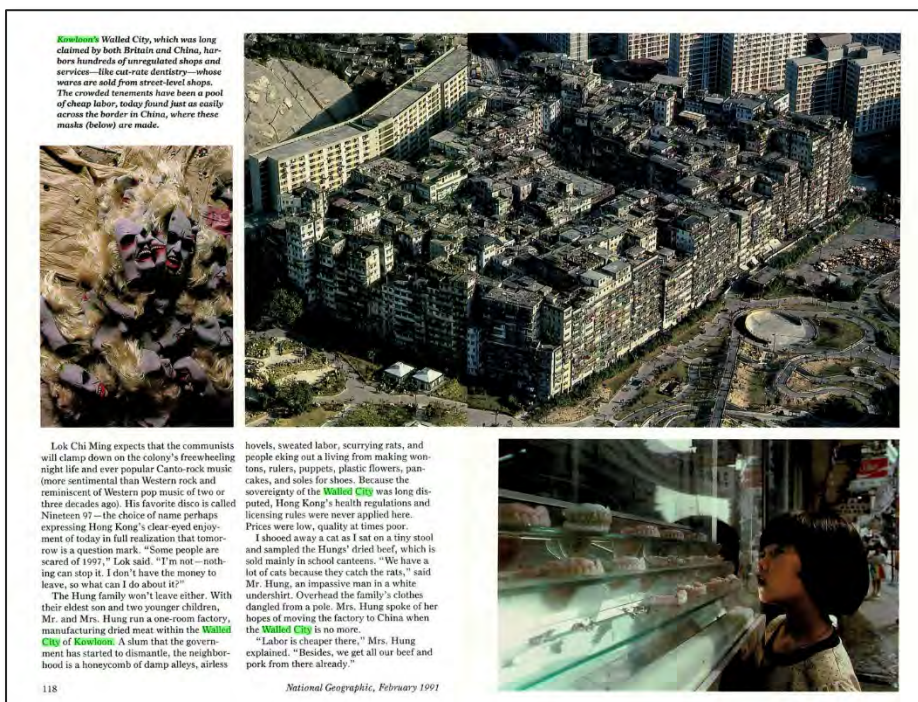 Kowloon's Walled City, which was long
claimed by both Britain and China, har-
bors hundreds of unregulated shops and
services—like cut-rate dentistry—whose
wares are sold from street-level shops.
The crowded tenements have been a pool
of cheap labor, today found just as easily
across the border in China, where these
masks (below) are made.
Lok Chi Ming expects that the communists
will clamp down on the colony's freewheeling
night life and ever popular Canto-rock music
(more sentimental than Western rock and
reminiscent of Western pop music of two or
three decades ago). His favorite disco is called
Nineteen 97—the choice of name perhaps
expressing Hong Kong's clear-eyed enjoy-
ment of today in full realization that tomor-
row is a question mark. "Some people are
scared of 1997," Lok said. "I'm not—noth-
ing can stop it. I don't have the money to
leave, so what can I do about it?"
The Hung family won't leave either. With
their eldest son and two younger children,
Mr. and Mrs. Hung run a one-room factory,
manufacturing dried meat within the Walled
City of Kowloon. A slum that the govern-
ment has started to dismantle, the neighbor-
hood is a honeycomb of damp alleys, airless
hovels, sweated labor, scurrying rats, and
people eking out a living from making won-
tons, rulers, puppets, plastic flowers, pan-
cakes, and soles for shoes. Because the
sovereignty of the Walled City was long dis-
puted, Hong Kong's health regulations and
licensing rules were never applied here.
Prices were low, quality at times poor.
I shooed away a cat as I sat on a tiny stool
and sampled the Hungs' dried beef, which is
sold mainly in school canteens. "We have a
lot of cats because they catch the rats," said
Mr. Hung, an impassive man in a white
undershirt. Overhead the family's clothes
dangled from a pole. Mrs. Hung spoke of her
hopes of moving the factory to China when
the Walled City is no more.
"Labor is cheaper there," Mrs. Hung
explained. "Besides, we get all our beef and
pork from there already."
118
National Geographic, February 1991